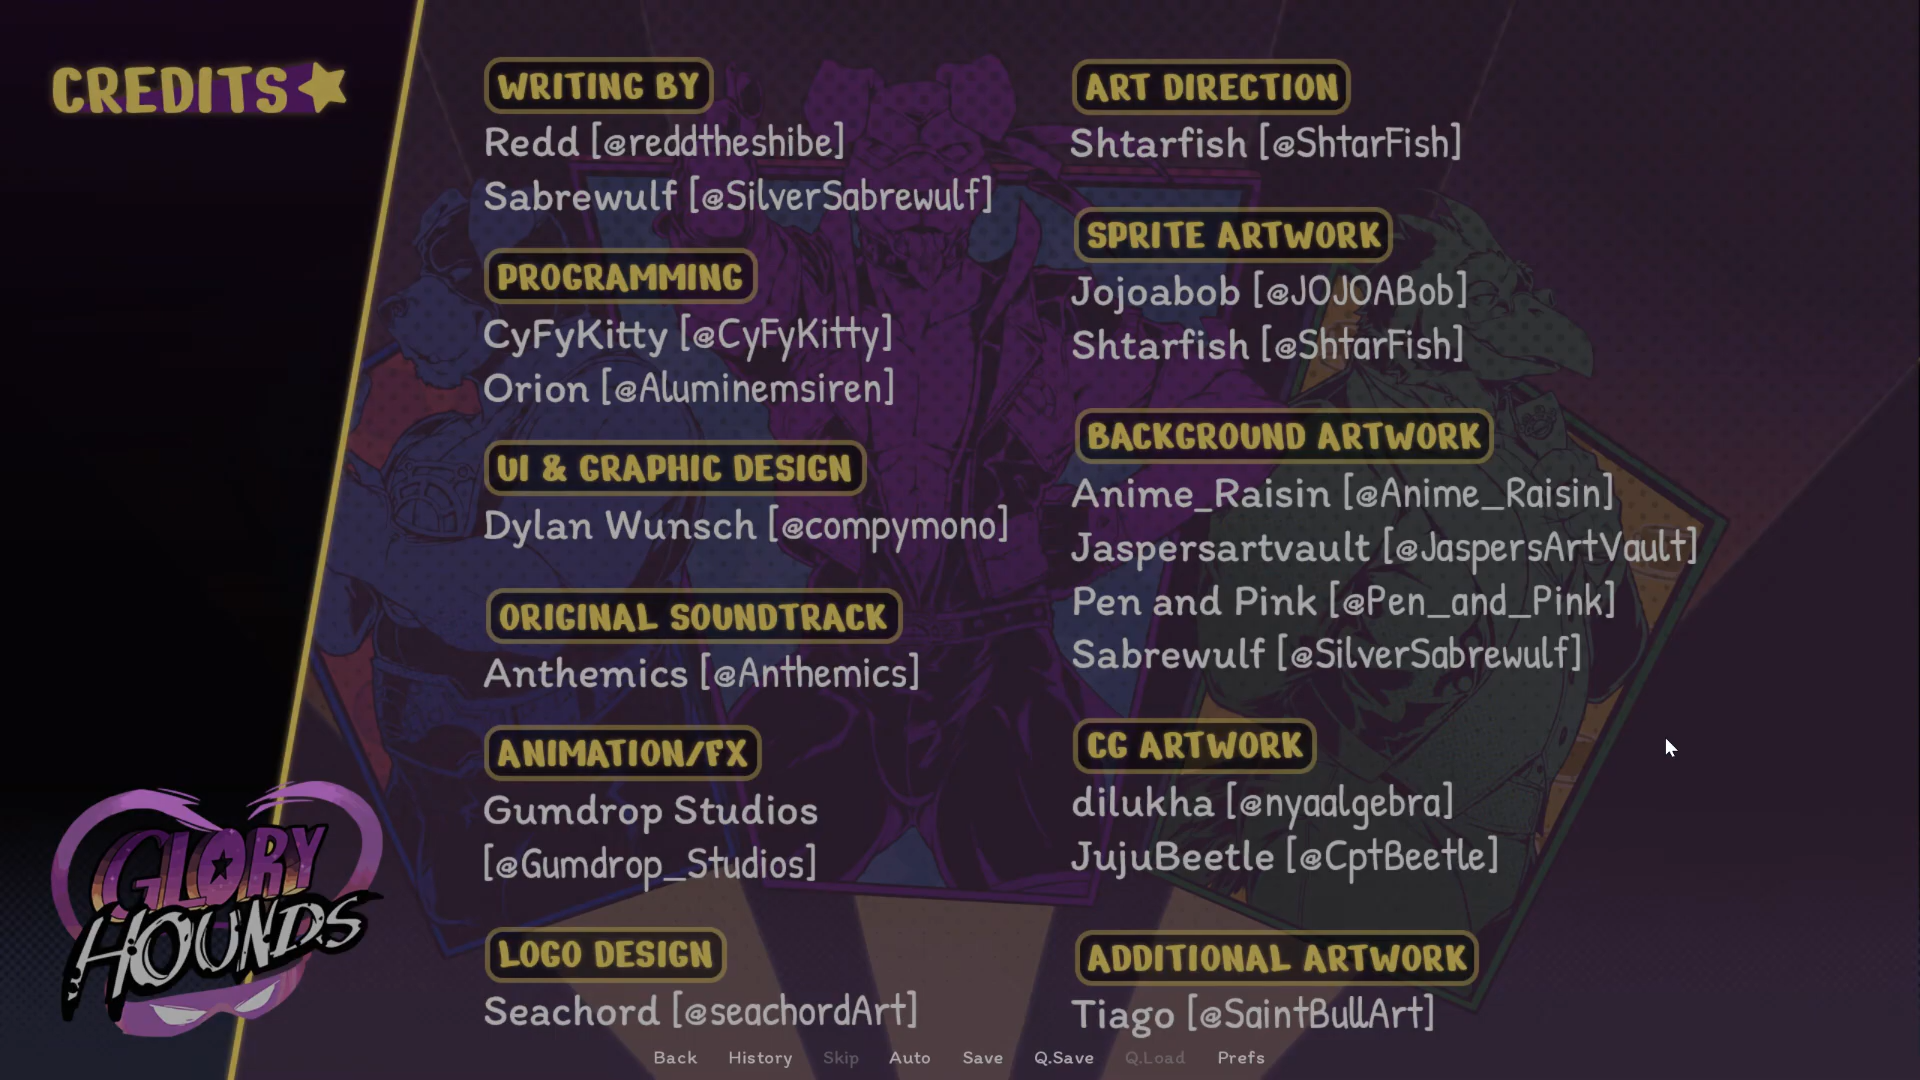 CREDITS
WRITING BY
Redd [@reddtheshibe]
Sabrewulf [@SilverSabrewulf]
PROGRAMMING
CyFyKitty [@CyFyKitty]
Orion [@Aluminemsiren]
UI & GRAPHIC DESIGN
Dylan Wunsch [@compymono]
ORIGINAL SOUNDTRACK
Anthemics [@Anthemics]
ANIMATION/FX
Gumdrop Studios
[@Gumdrop_Studios]
LOGO DESIGN
Seachord [@seachordArt]
ART DIRECTION
Shtarfish [@ShtarFish]
SPRITE ARTWORK
Jojoabob [@JOJOABob]
Shtarfish [@ShtarFish]
BACKGROUND ARTWORK
Anime_Raisin [@Anime_Raisin]
Jaspersartvault [@JaspersArtVault]
Pen and Pink [@Pen_and_Pink]
Sabrewulf [@SilverSabrewulf]
CG ARTWORK
dilukha [@nyaalgebra]
JujuBeetle [@CptBeetle]
ADDITIONAL ARTWORK
Tiago [@SaintBullArt]
GLORY
HOUNDS
Back History Skip Auto Save Q.Save Q.Load Prefs